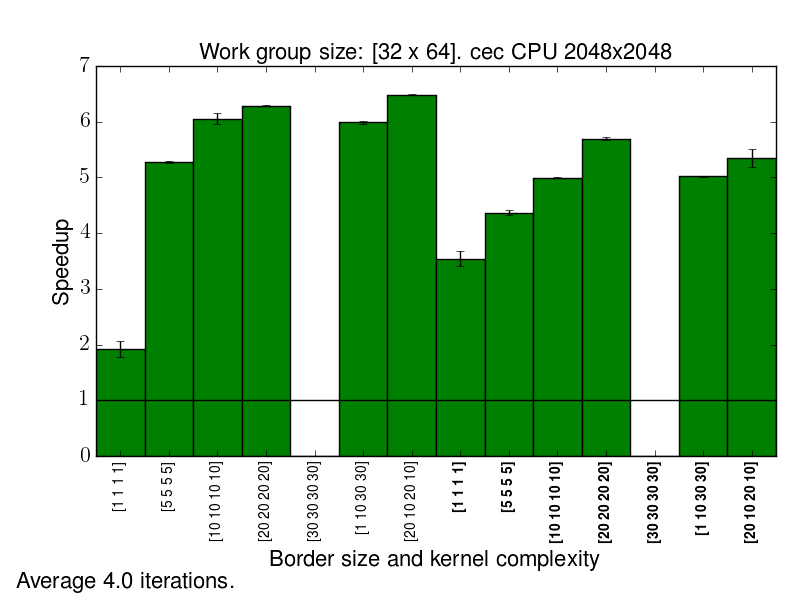 Work group size: [32 x 64]. cec CPU 2048x2048
7
6
5
4
3
2
1
0
Speedup
[1 1 1 1]
[5 5 5 5]
[10 10 10 10]
[20 20 20 20]
[30 30 30 30]
[1 10 30 30]
[20 10 20 10]
[1 1 1 1]
[5 5 5 5]
[10 10 10 10]
[20 20 20 20]
[30 30 30 30]
[1 10 30 30]
[20 10 20 10]
Border size and kernel complexity
Average 4.0 iterations.